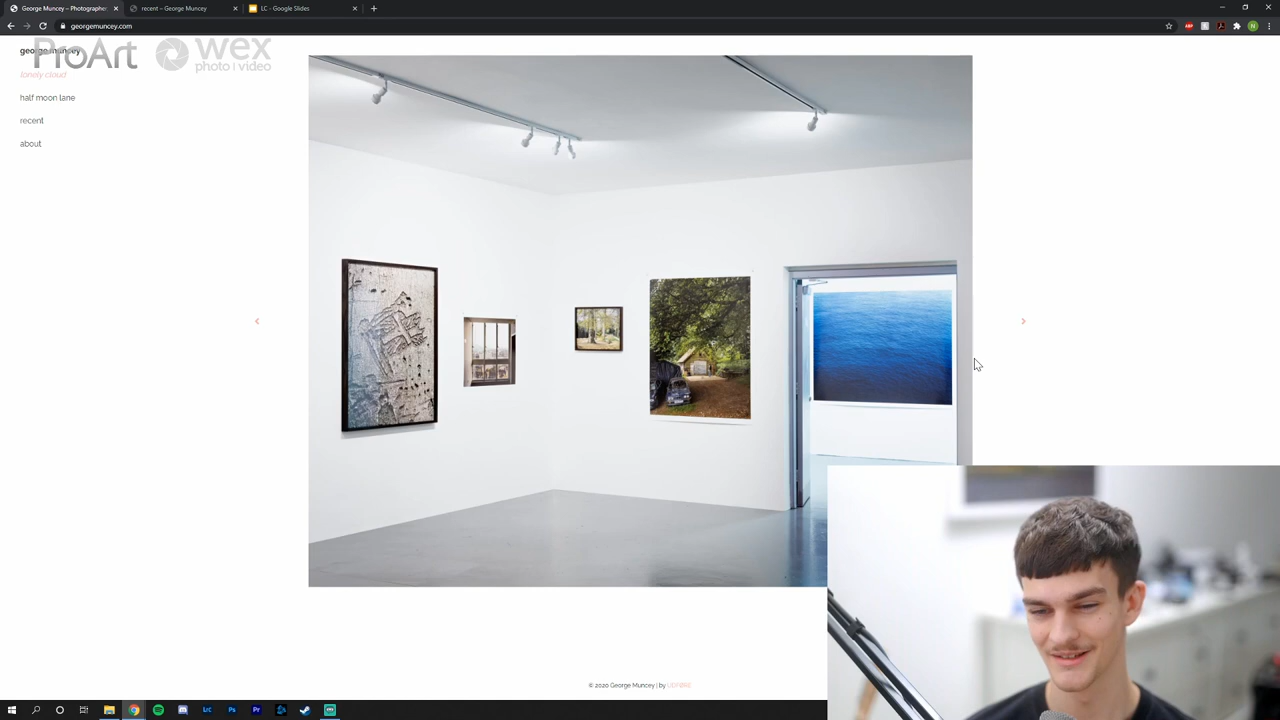 George Muncey – Photographer
recent – George Muncey
LC - Google Slides
georgemuncey.com
george muncey
ProArt
wex
photo | video
lonely cloud
half moon lane
recent
about
© 2020 George Muncey | by